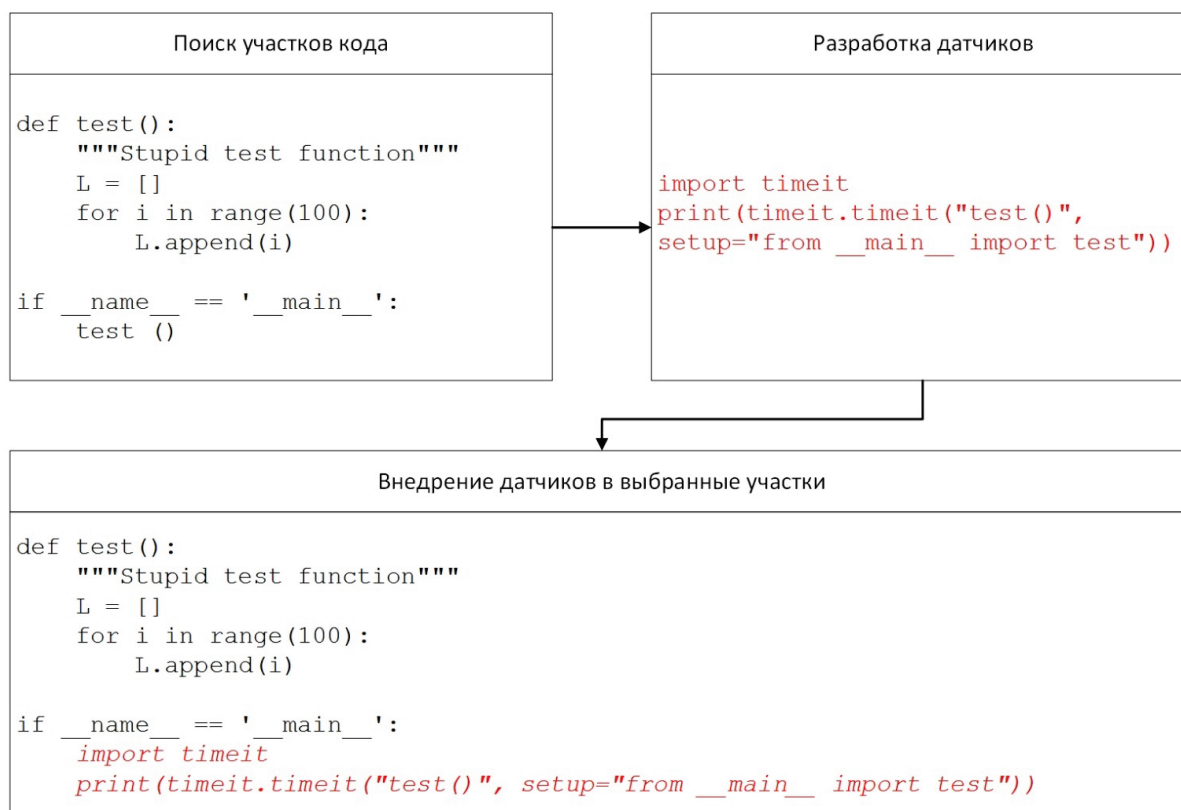 Поиск участков кода
def test():
    """Stupid test function"""
    L = []
    for i in range(100):
        L.append(i)
if __name__ == '__main__':
    test ()
Разработка датчиков
import timeit
print(timeit.timeit("test()",
setup="from __main__ import test"))
Внедрение датчиков в выбранные участки
def test():
    """Stupid test function"""
    L = []
    for i in range(100):
        L.append(i)
if __name__ == '__main__':
    import timeit
    print(timeit.timeit("test()", setup="from __main__ import test"))